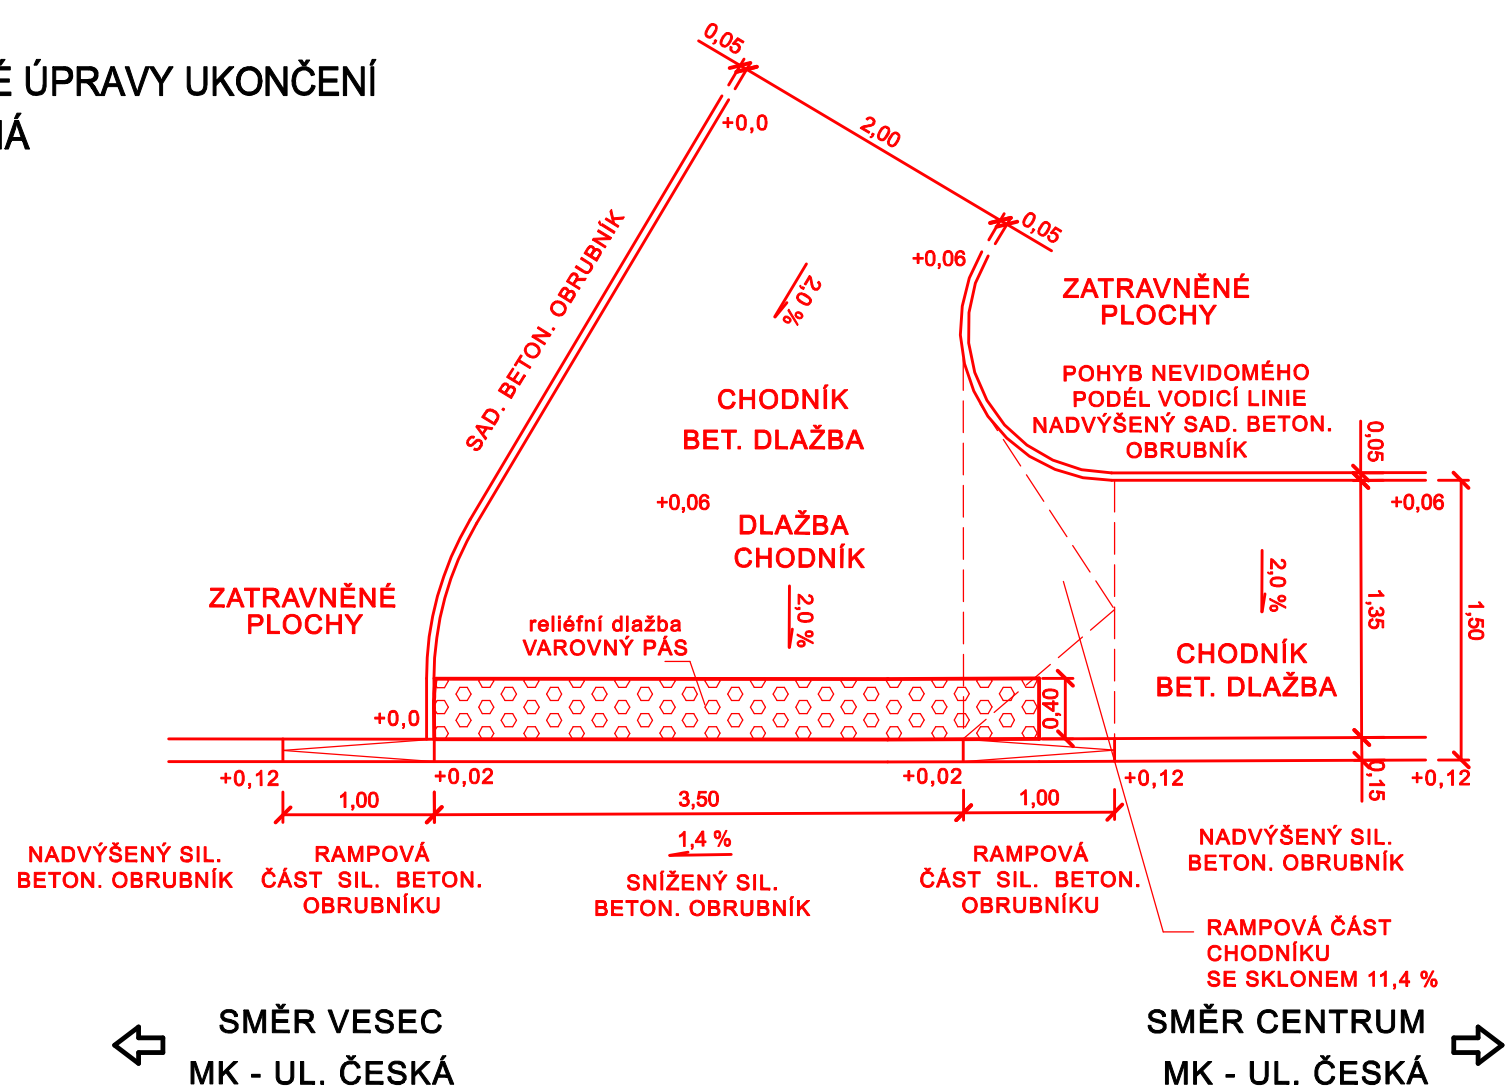 É ÚPRAVY UKONČENÍ
NÁ
0,05
+0,0
2,00
0,05
+0,06
SAD. BETON. OBRUBNÍK
2,0 %
ZATRAVNĚNÉ
PLOCHY
POHYB NEVIDOMÉHO
PODÉL VODICÍ LINIE
NADVÝŠENÝ SAD. BETON.
OBRUBNÍK
CHODNÍK
BET. DLAŽBA
0,05
+0,06
+0,06
DLAŽBA
CHODNÍK
2,0 %
2,0 %
1,35
1,50
ZATRAVNĚNÉ
PLOCHY
reliéfní dlažba
VAROVNÝ PÁS
CHODNÍK
BET. DLAŽBA
+0,0
0,40
+0,12
+0,02
+0,02
+0,12
0,15
+0,12
1,00
3,50
1,00
1,4 %
NADVÝŠENÝ SIL.
BETON. OBRUBNÍK
RAMPOVÁ
ČÁST SIL. BETON.
OBRUBNÍKU
SNÍŽENÝ SIL.
BETON. OBRUBNÍK
RAMPOVÁ
ČÁST SIL. BETON.
OBRUBNÍKU
NADVÝŠENÝ SIL.
BETON. OBRUBNÍK
RAMPOVÁ ČÁST
CHODNÍKU
SE SKLONEM 11,4 %
SMĚR VESEC
MK - UL. ČESKÁ
SMĚR CENTRUM
MK - UL. ČESKÁ